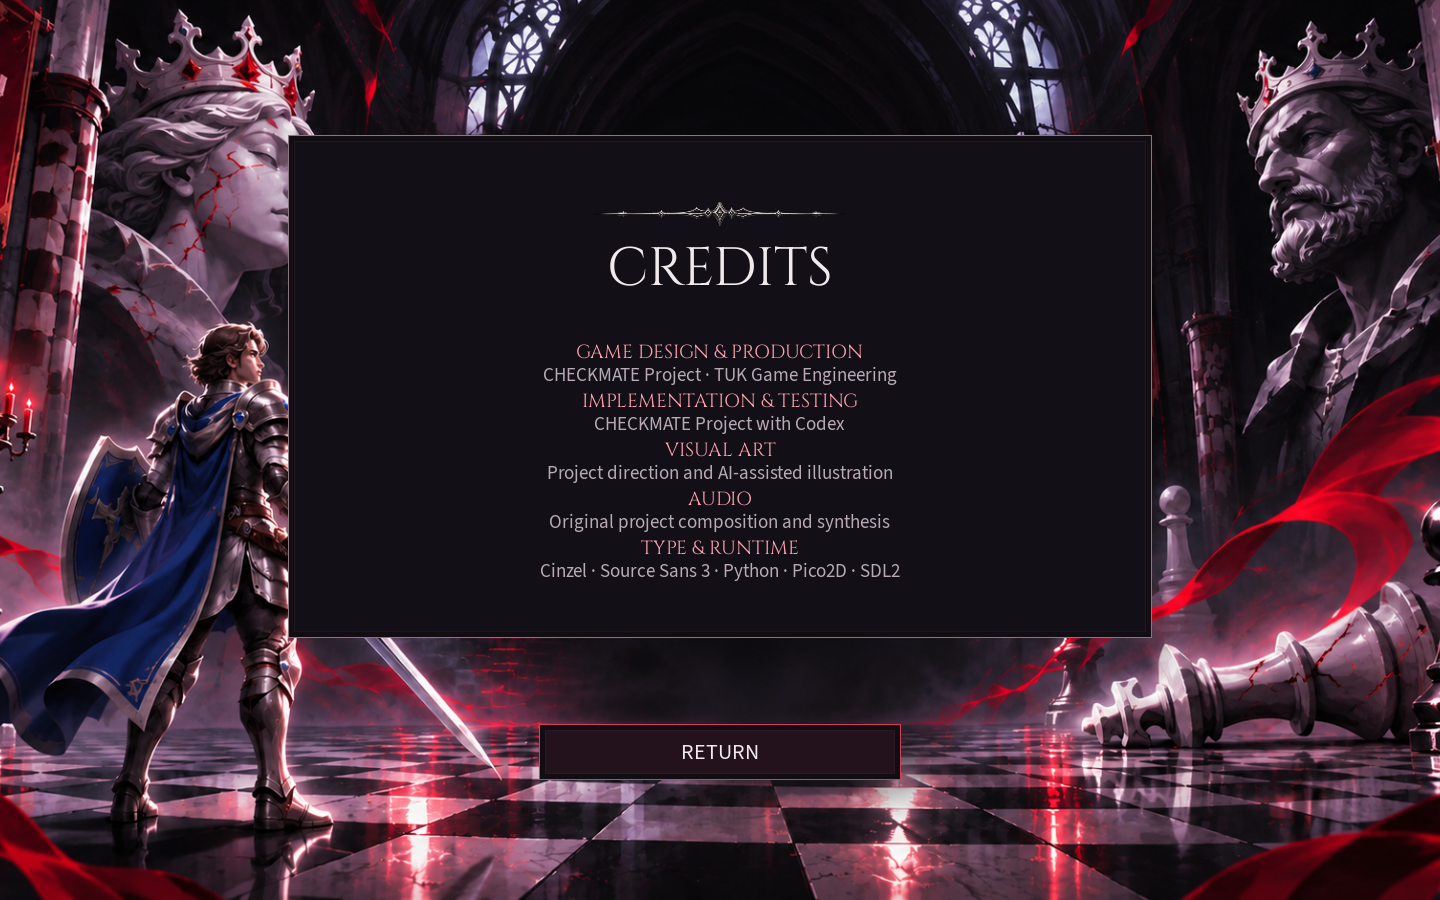 CREDITS
GAME DESIGN & PRODUCTION
CHECKMATE Project · TUK Game Engineering
IMPLEMENTATION & TESTING
CHECKMATE Project with Codex
VISUAL ART
Project direction and AI-assisted illustration
AUDIO
Original project composition and synthesis
TYPE & RUNTIME
Cinzel · Source Sans 3 · Python · Pico2D · SDL2
RETURN